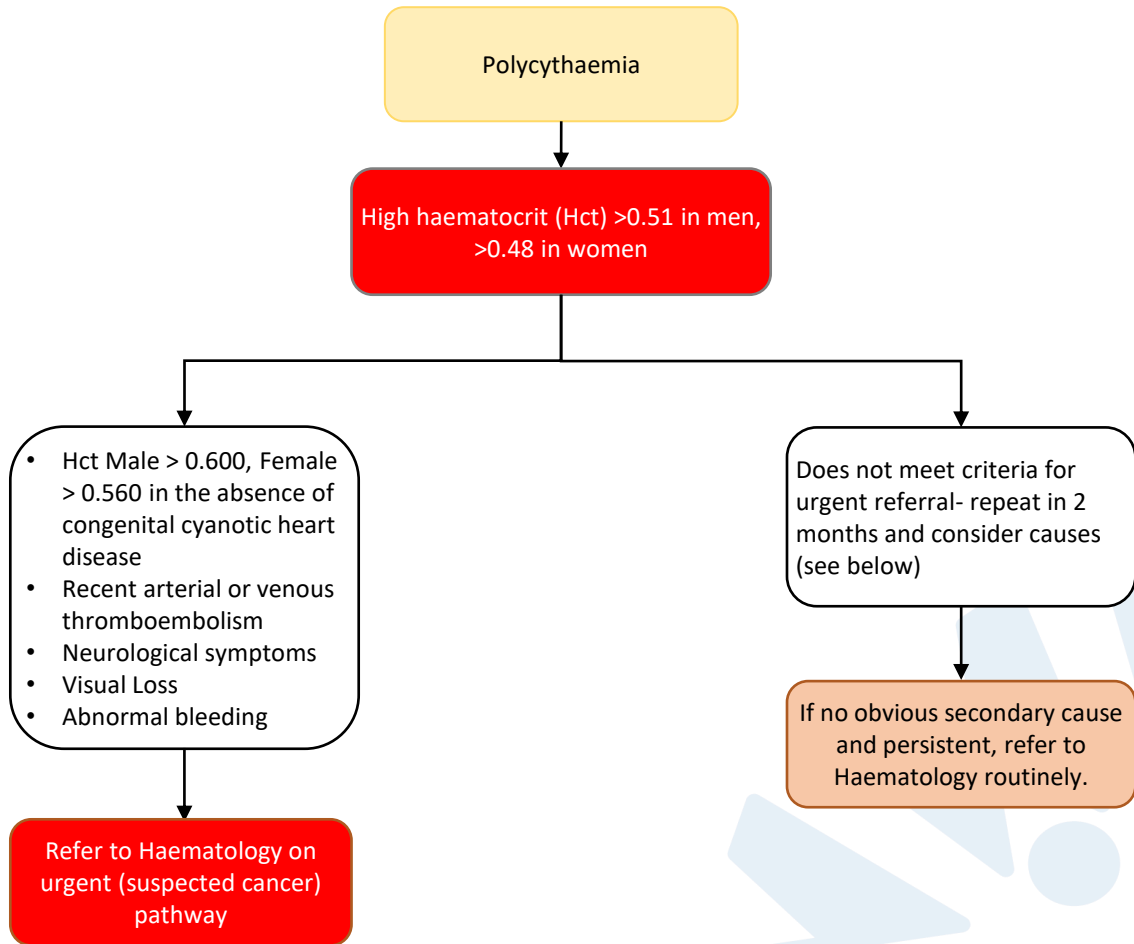 Polycythaemia
High haematocrit (Hct) >0.51 in men,
>0.48 in women
• Hct Male > 0.600, Female
> 0.560 in the absence of
congenital cyanotic heart
disease
• Recent arterial or venous
thromboembolism
• Neurological symptoms
• Visual Loss
• Abnormal bleeding
Refer to Haematology on
urgent (suspected cancer)
pathway
Does not meet criteria for
urgent referral- repeat in 2
months and consider causes
(see below)
If no obvious secondary cause
and persistent, refer to
Haematology routinely.